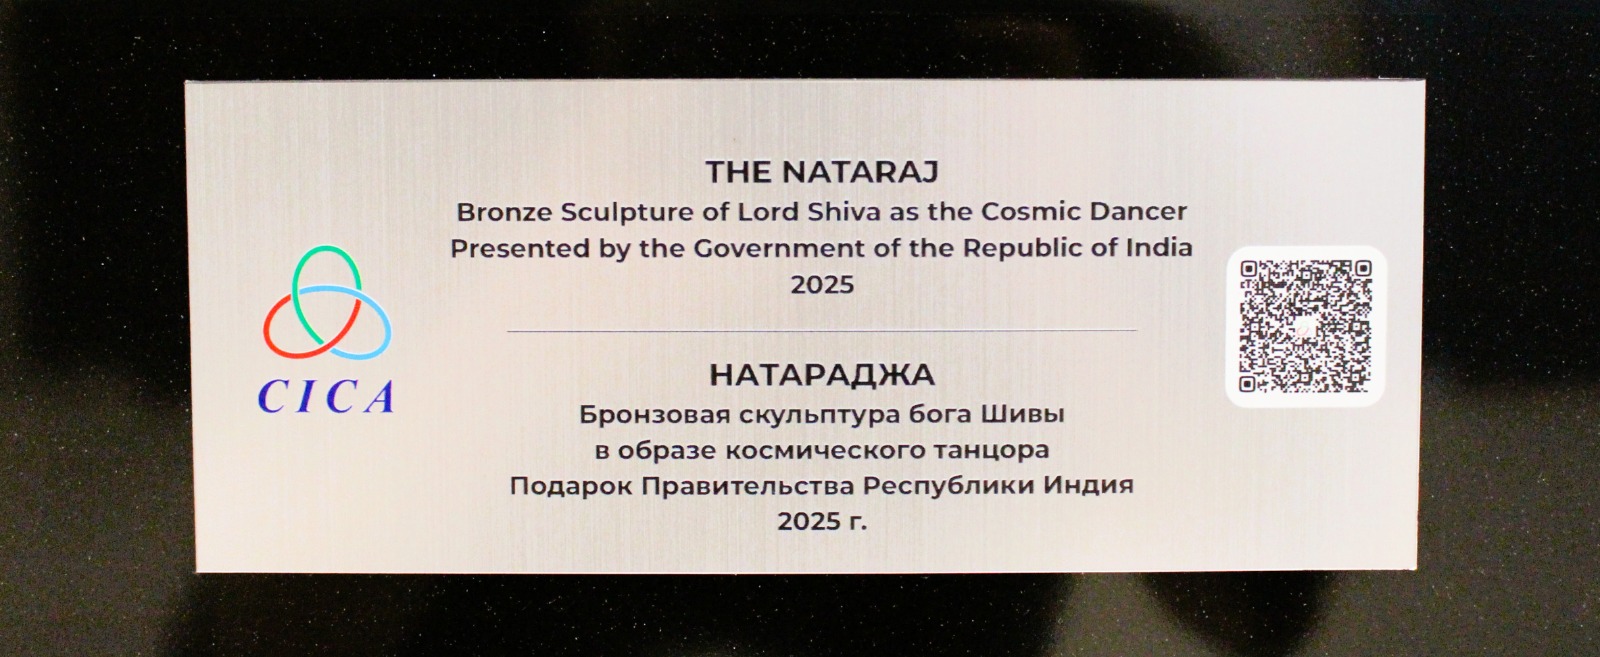 THE NATARAJ
Bronze Sculpture of Lord Shiva as the Cosmic Dancer
Presented by the Government of the Republic of India
2025
CICA
НАТАРАДЖА
Бронзовая скульптура бога Шивы
в образе космического танцора
Подарок Правительства Республики Индия
2025 г.